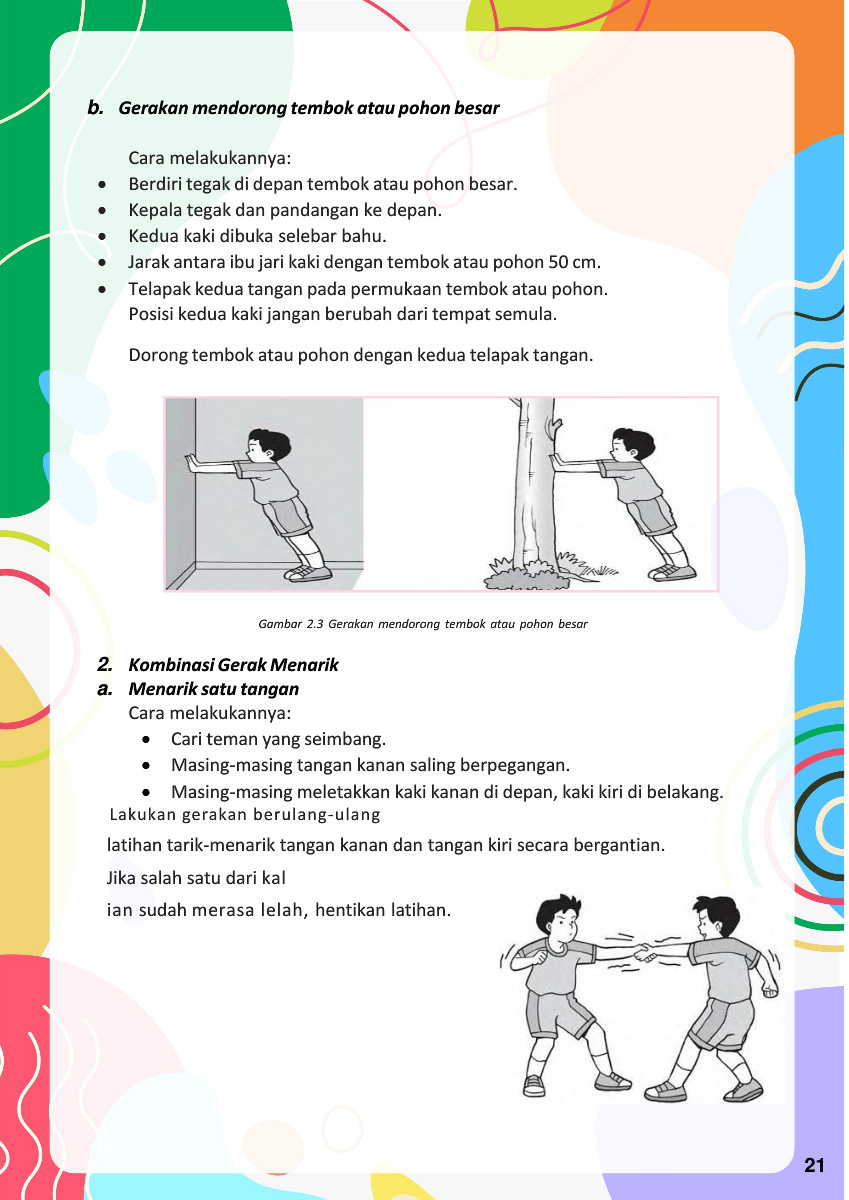 b. Gerakan mendorong tembok atau pohon besar
Cara melakukannya:
• Berdiri tegak di depan tembok atau pohon besar.
• Kepala tegak dan pandangan ke depan.
• Kedua kaki dibuka selebar bahu.
• Jarak antara ibu jari kaki dengan tembok atau pohon 50 cm.
• Telapak kedua tangan pada permukaan tembok atau pohon.
Posisi kedua kaki jangan berubah dari tempat semula.
Dorong tembok atau pohon dengan kedua telapak tangan.
Gambar 2.3 Gerakan mendorong tembok atau pohon besar
2. Kombinasi Gerak Menarik
a. Menarik satu tangan
Cara melakukannya:
• Cari teman yang seimbang.
• Masing-masing tangan kanan saling berpegangan.
• Masing-masing meletakkan kaki kanan di depan, kaki kiri di belakang.
Lakukan gerakan berulang-ulang
latihan tarik-menarik tangan kanan dan tangan kiri secara bergantian.
Jika salah satu dari kal
ian sudah merasa lelah, hentikan latihan.
21